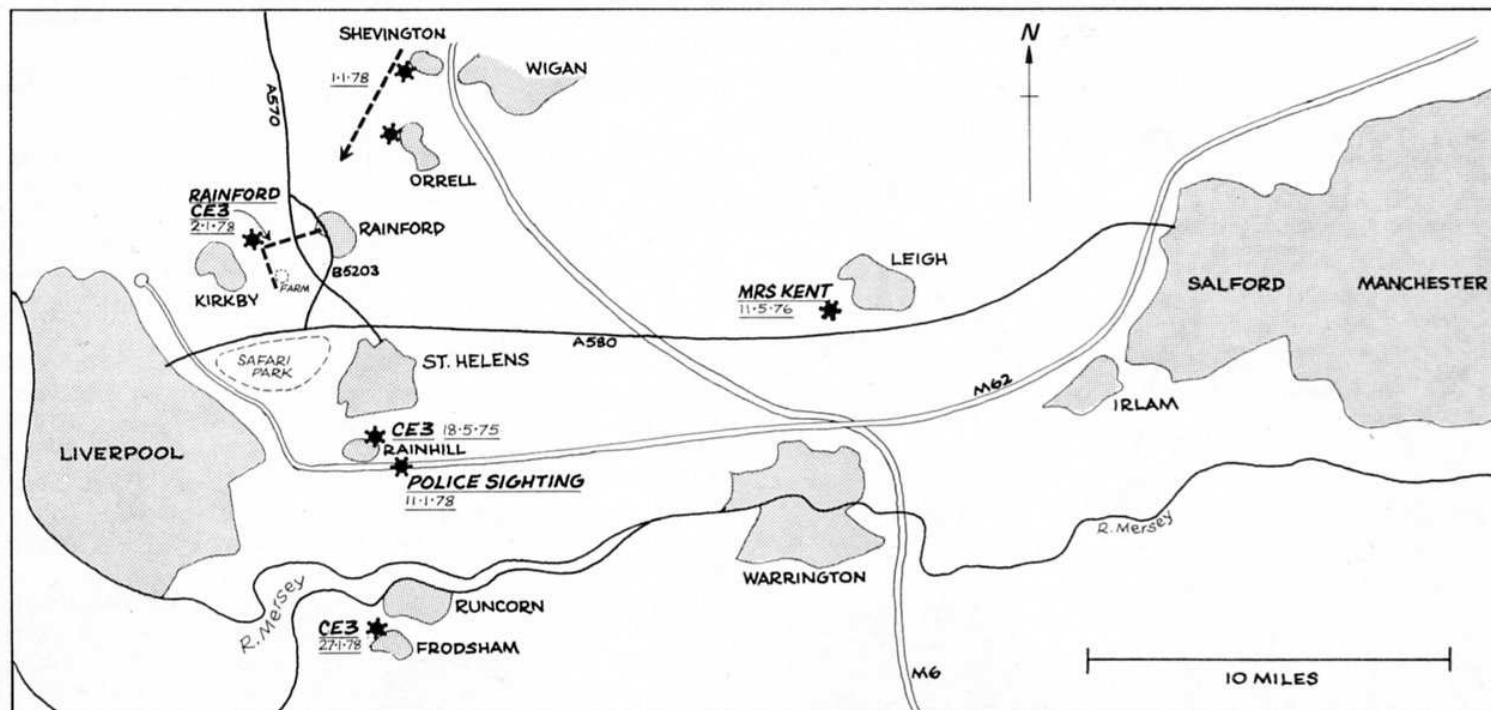 SHEVINGTON
N
WIGAN
1·1·78
A570
ORRELL
RAINFORD
CE3
2·1·78
RAINFORD
B5203
FARM
KIRKBY
LEIGH
MRS KENT
11·5·76
SALFORD
MANCHESTER
A580
SAFARI
PARK
ST. HELENS
M62
IRLAM
CE3 18·5·75
RAINHILL
LIVERPOOL
POLICE SIGHTING
11·1·78
R. Mersey
WARRINGTON
RUNCORN
R. Mersey
CE3
27·1·78
FRODSHAM
M6
10 MILES